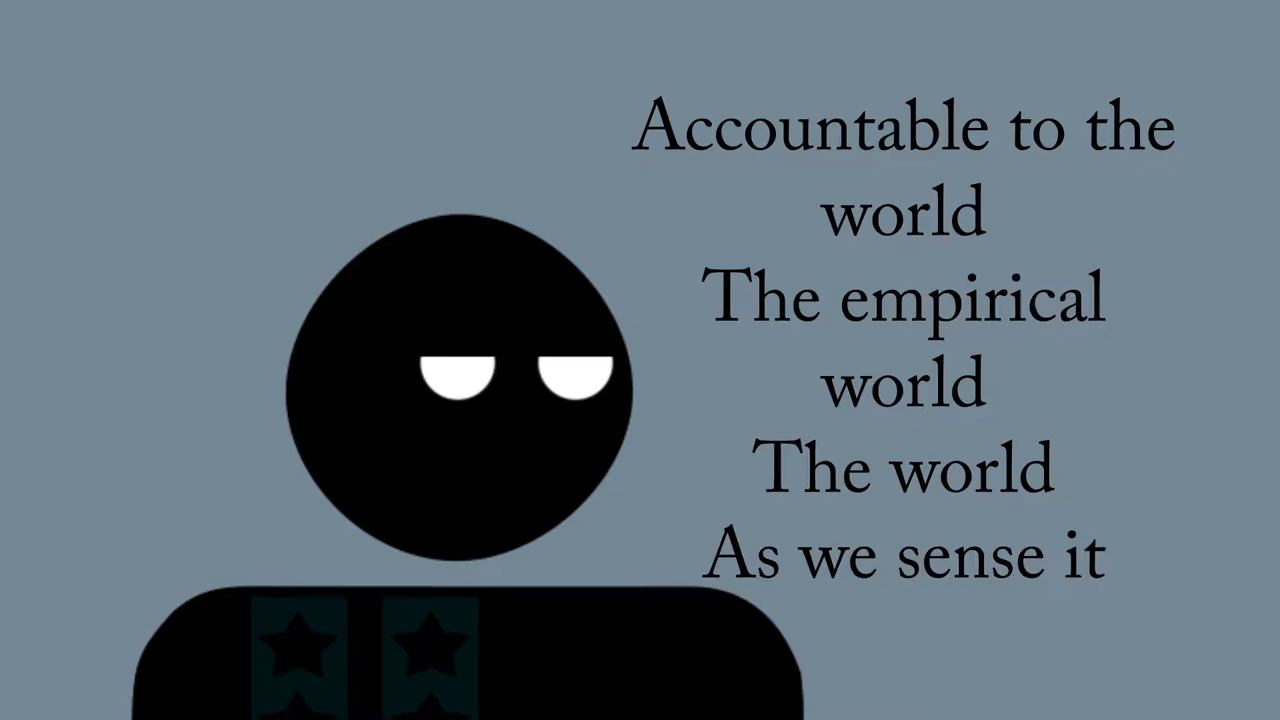 Accountable to the
world
The empirical
world
The world
As we sense it